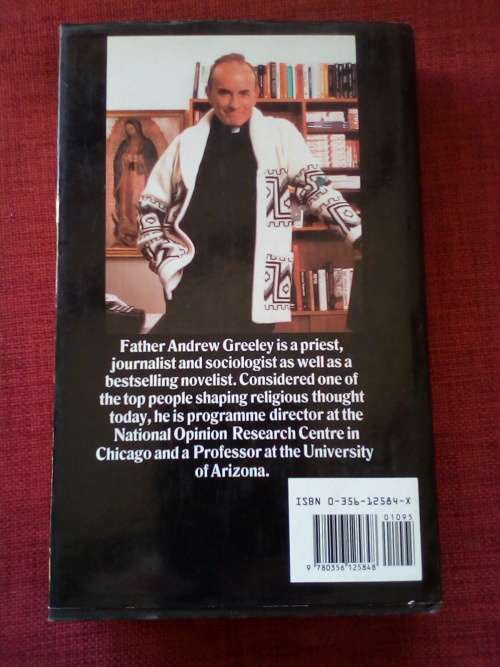 Father Andrew Greeley is a priest,
journalist and sociologist as well as a
bestselling novelist. Considered one of
the top people shaping religious thought
today, he is programme director at the
National Opinion Research Centre in
Chicago and a Professor at the University
of Arizona.
ISBN 0-356-12584-X
01095
9 780356 125848